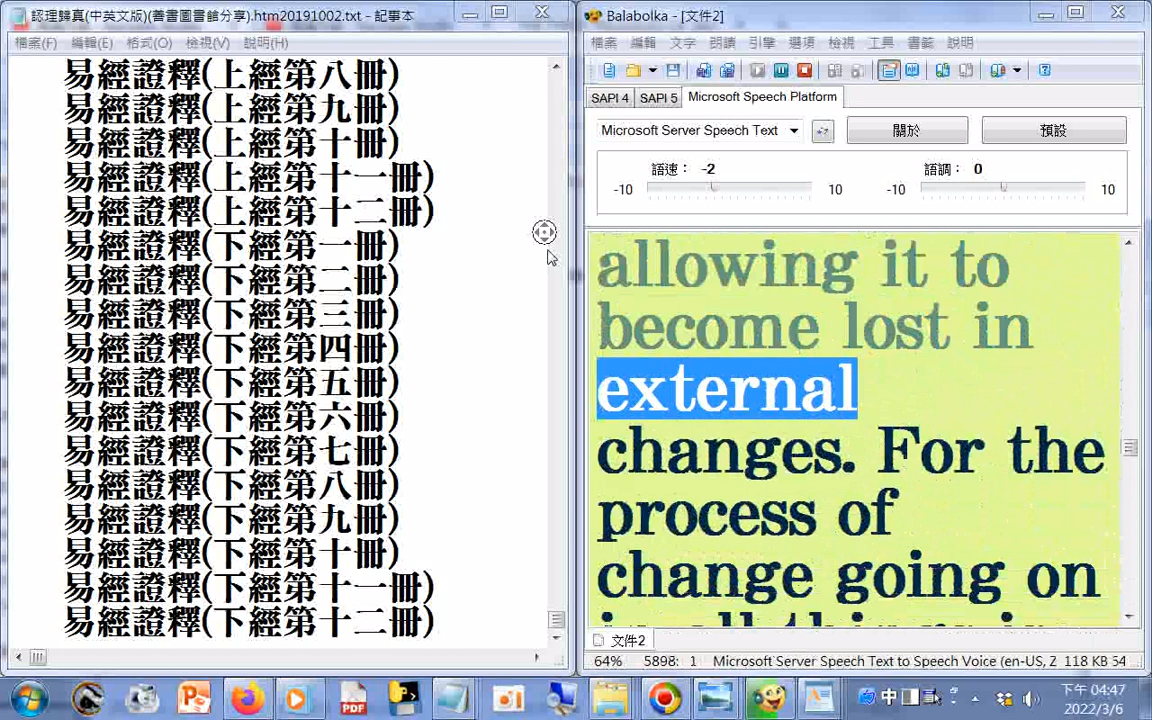 認理歸真(中英文版)(善書圖書館分享).htm20191002.txt - 記事本
檔案(F) 編輯(E) 格式(O) 檢視(V) 說明(H)
易經證釋(上經第八冊)
易經證釋(上經第九冊)
易經證釋(上經第十冊)
易經證釋(上經第十一冊)
易經證釋(上經第十二冊)
易經證釋(下經第一冊)
易經證釋(下經第二冊)
易經證釋(下經第三冊)
易經證釋(下經第四冊)
易經證釋(下經第五冊)
易經證釋(下經第六冊)
易經證釋(下經第七冊)
易經證釋(下經第八冊)
易經證釋(下經第九冊)
易經證釋(下經第十冊)
易經證釋(下經第十一冊)
易經證釋(下經第十二冊)
Balabolka - [文件2]
檔案 編輯 文字 朗讀 引擎 選項 檢視 工具 書籤 說明
SAPI 4 SAPI 5 Microsoft Speech Platform
Microsoft Server Speech Text 關於 預設
語速: -2 語調: 0
-10 10 -10 10
allowing it to
become lost in
external
changes. For the
process of
change going on
in all things is
文件2
64% 5898: 1 Microsoft Server Speech Text to Speech Voice (en-US, Z 118 KB 54
中 下午 04:47
2022/3/6